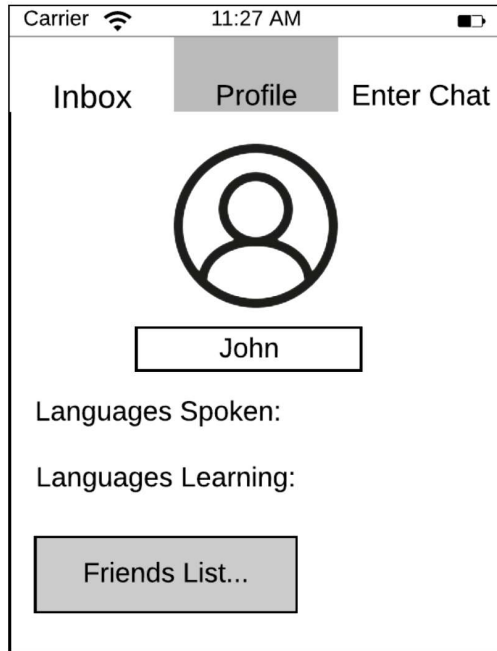 Carrier 11:27 AM
Inbox Profile Enter Chat
John
Languages Spoken:
Languages Learning:
Friends List...